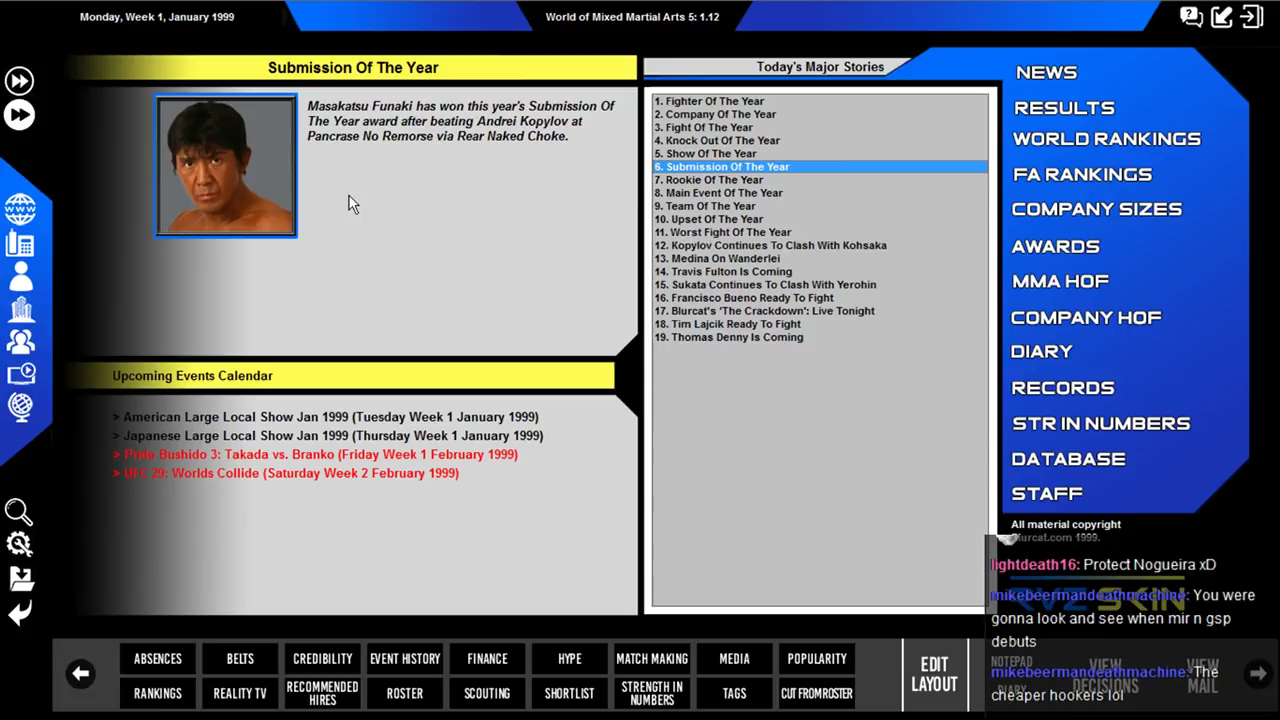 Monday, Week 1, January 1999
World of Mixed Martial Arts 5: 1.12
Submission Of The Year
Masakatsu Funaki has won this year's Submission Of
The Year award after beating Andrei Kopylov at
Pancrase No Remorse via Rear Naked Choke.
Upcoming Events Calendar
> American Large Local Show Jan 1999 (Tuesday Week 1 January 1999)
> Japanese Large Local Show Jan 1999 (Thursday Week 1 January 1999)
> Pride Bushido 3: Takada vs. Branko (Friday Week 1 February 1999)
> UFC 29: Worlds Collide (Saturday Week 2 February 1999)
Today's Major Stories
1. Fighter Of The Year
2. Company Of The Year
3. Fight Of The Year
4. Knock Out Of The Year
5. Show Of The Year
6. Submission Of The Year
7. Rookie Of The Year
8. Main Event Of The Year
9. Team Of The Year
10. Upset Of The Year
11. Worst Fight Of The Year
12. Kopylov Continues To Clash With Kohsaka
13. Medina On Wanderlei
14. Travis Fulton Is Coming
15. Sukata Continues To Clash With Yerohin
16. Francisco Bueno Ready To Fight
17. Blurcat's 'The Crackdown': Live Tonight
18. Tim Lajcik Ready To Fight
19. Thomas Denny Is Coming
NEWS
RESULTS
WORLD RANKINGS
FA RANKINGS
COMPANY SIZES
AWARDS
MMA HOF
COMPANY HOF
DIARY
RECORDS
STR IN NUMBERS
DATABASE
STAFF
All material copyright
Blurcat.com 1999.
lightdeath16: Protect Nogueira xD
mikebeermandeathmachine: You were
gonna look and see when mir n gsp
debuts
mikebeermandeathmachine: The
cheaper hookers lol
RVE SKIN
WWW
ABSENCES
BELTS
CREDIBILITY
EVENT HISTORY
FINANCE
HYPE
MATCH MAKING
MEDIA
POPULARITY
RANKINGS
REALITY TV
RECOMMENDED
HIRES
ROSTER
SCOUTING
SHORTLIST
STRENGTH IN
NUMBERS
TAGS
CUT FROM ROSTER
EDIT
LAYOUT
NOTEPAD
DIARY
VIEW
DECISIONS
VIEW
MAIL